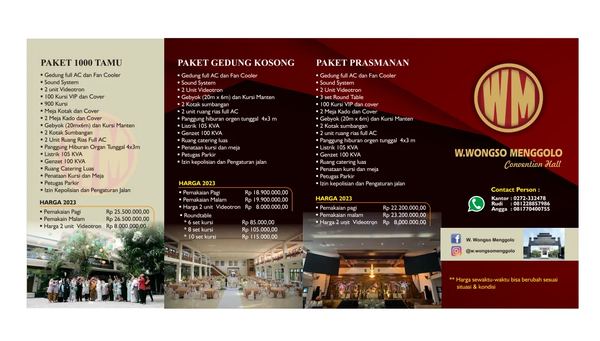 PAKET 1000 TAMU
• Gedung full AC dan Fan Cooler
• Sound System
• 2 unit Videotron
• 100 Kursi VIP dan Cover
• 900 Kursi
• Meja Kotak dan Cover
• 2 Meja Kado dan Cover
• Gebyok (20mx6m) dan Kursi Manten
• 2 Kotak Sumbangan
• 2 Unit Ruang Rias Full AC
• Panggung Hiburan Organ Tunggal 4x3m
• Listrik 105 KVA
• Genzet 100 KVA
• Ruang Catering Luas
• Penataan Kursi dan Meja
• Petugas Parkir
• Izin Kepolisian dan Pengaturan Jalan
HARGA 2023
• Pemakaian Pagi Rp 25.500.000,00
• Pemakain Malam Rp 26.500.000,00
• Harga 2 unit Videotron Rp 8.000.000,00
PAKET GEDUNG KOSONG
• Gedung full AC dan Fan Cooler
• Sound System
• 2 Unit Videotron
• Gebyok (20m x 6m) dan Kursi Manten
• 2 Kotak sumbangan
• 2 unit ruang rias full AC
• Panggung hiburan orgen tunggal 4x3 m
• Listrik 105 KVA
• Genzet 100 KVA
• Ruang catering luas
• Penataan kursi dan meja
• Petugas Parkir
• Izin kepolisian dan Pengaturan jalan
HARGA 2023
• Pemakaian pagi Rp 18.900.000,00
• Pemakaian Malam Rp 19.900.000,00
• Harga 2 unit Videotron Rp 8.000.000,00
• Roundtable
* 6 set kursi Rp 85.000,00
* 8 set kursi Rp 105.000,00
* 10 set kursi Rp 115.000,00
PAKET PRASMANAN
• Gedung full AC dan Fan Cooler
• Sound System
• 2 Unit Videotron
• 3 set Round Table
• 100 Kursi VIP dan cover
• 2 Meja kado dan cover
• Gebyok (20m x 6m) dan Kursi Manten
• 2 Kotak sumbangan
• 2 unit ruang rias full AC
• Panggung hiburan orgen tunggal 4x3 m
• Listrik 105 KVA
• Genzet 100 KVA
• Ruang catering luas
• Penataan kursi dan meja
• Petugas Parkir
• Izin kepolisian dan Pengaturan jalan
HARGA 2023
• Pemakaian Pagi Rp 22.200.000,00
• Pemakaian malam Rp 23.200.000,00
• Harga 2 unit Videotron Rp 8,000.000,00
WM
W.WONGSO MENGGOLO
Convention Hall
Contact Person :
Kantor : 0272-332478
Rudi : 081228857986
Angga : 081770400755
W. Wongso Menggolo
@w.wongsomenggolo
** Harga sewaktu-waktu bisa berubah sesuai
situasi & kondisi